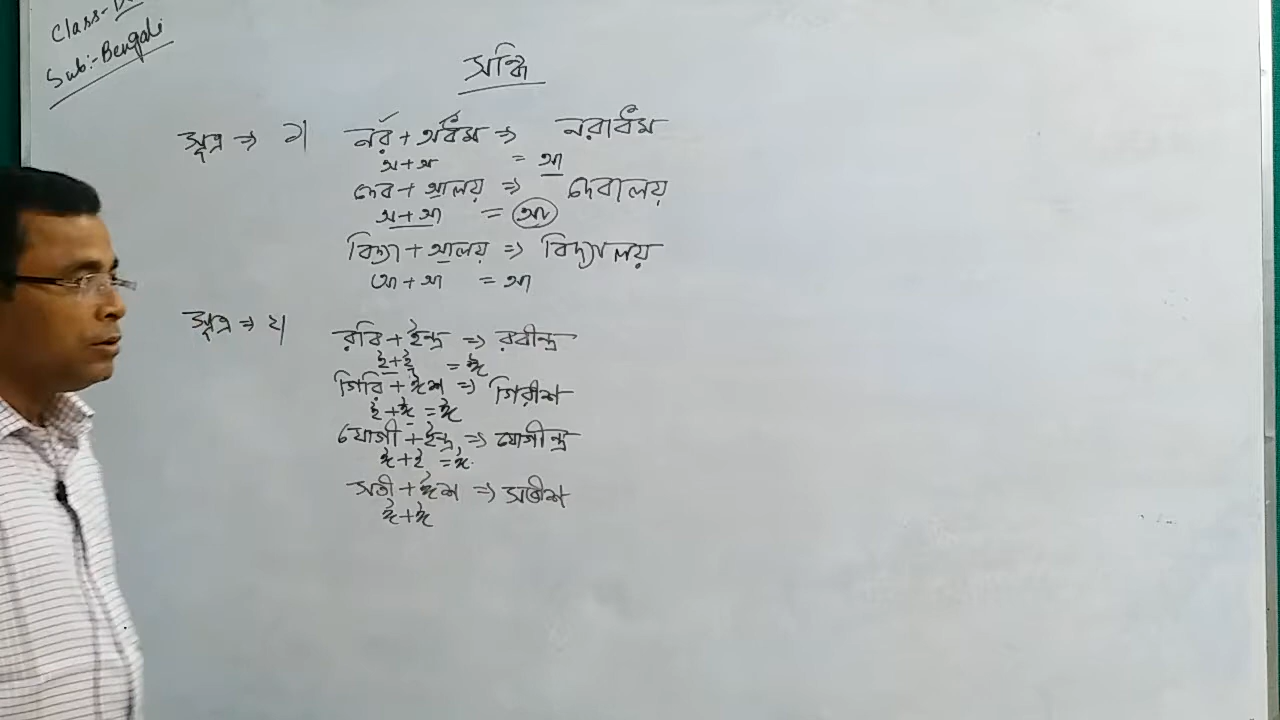 Class-
Sub:- Bengali
সন্ধি
সূত্র ⇒ ১| নর + অধম ⇒ নরাধম
অ + অ = আ
দেব + আলয় ⇒ দেবালয়
অ + আ = আ
বিদ্যা + আলয় ⇒ বিদ্যালয়
আ + আ = আ
সূত্র ⇒ ২| রবি + ইন্দ্র ⇒ রবীন্দ্র
ই + ই = ঈ
গিরি + ঈশ ⇒ গিরীশ
ই + ঈ = ঈ
যোগী + ইন্দ্র ⇒ যোগীন্দ্র
ঈ + ই = ঈ
সতী + ঈশ ⇒ সতীশ
ঈ + ঈ